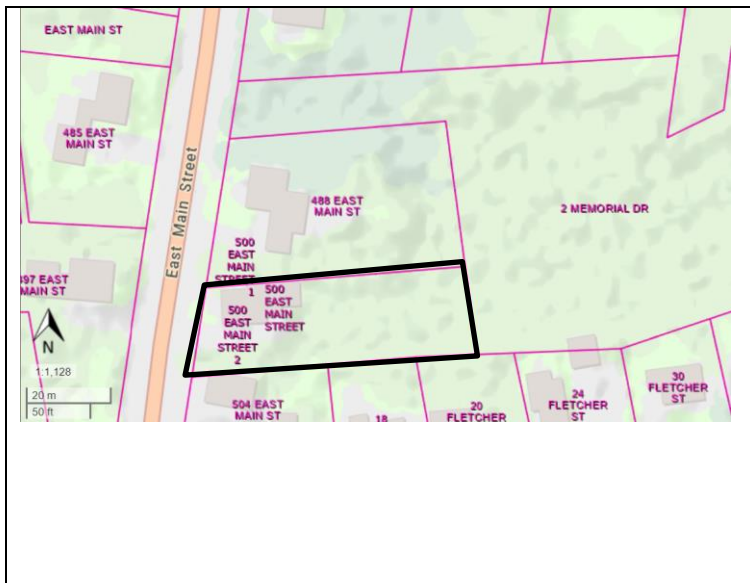 EAST MAIN ST
485 EAST
MAIN ST
East Main Street
488 EAST
MAIN ST
2 MEMORIAL DR
500
EAST
MAIN
STREET
1
500
EAST
MAIN
STREET
500
EAST
MAIN
STREET
2
497 EAST
MAIN ST
N
1:1,128
20 m
50 ft
504 EAST
MAIN ST
18
20
FLETCHER
24
FLETCHER
ST
30
FLETCHER
ST